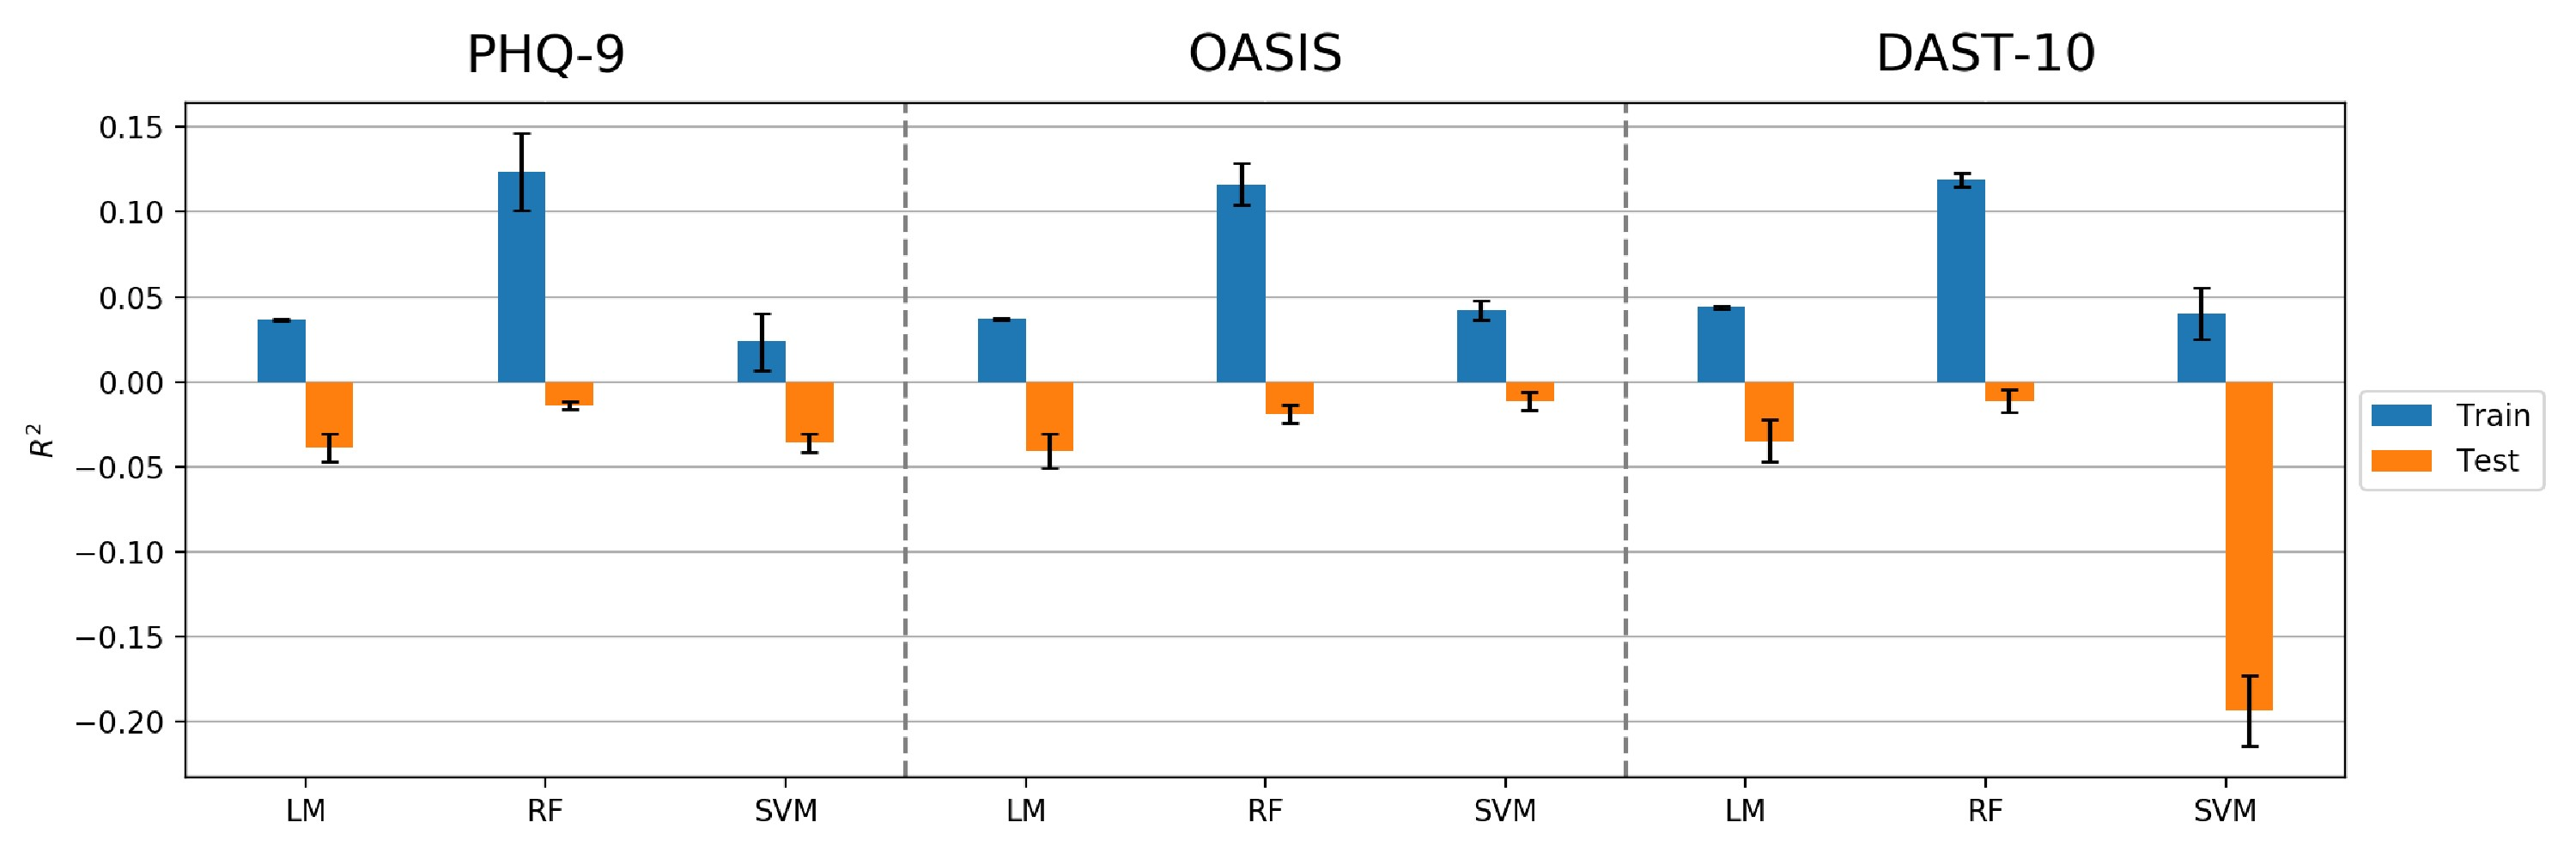 PHQ-9 OASIS DAST-10
0.15
0.10
0.05
0.00
−0.05
−0.10
−0.15
−0.20
R²
LM RF SVM LM RF SVM LM RF SVM
Train
Test